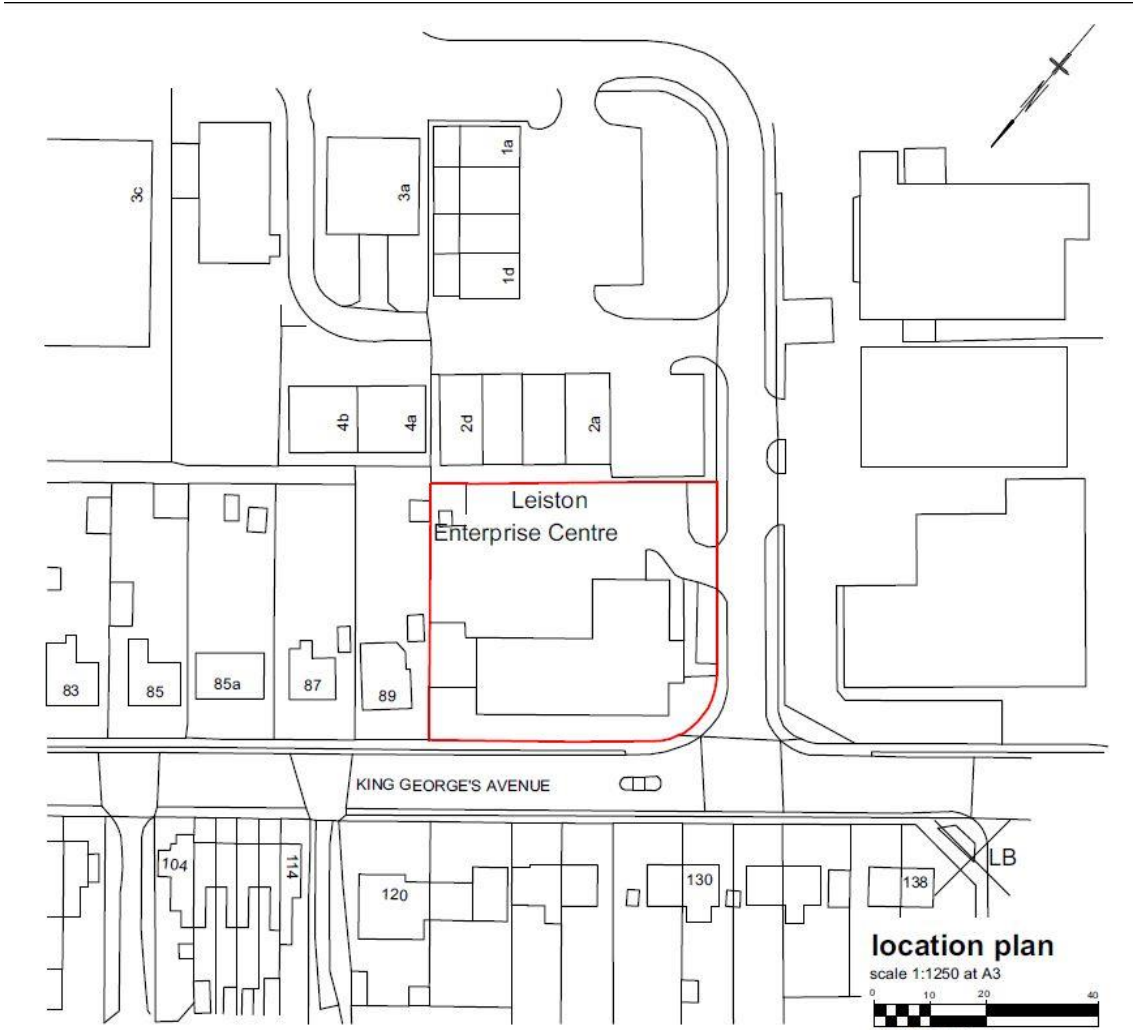 1a
3c
3a
1d
4b
4a
2d
2a
Leiston
Enterprise Centre
83
85
85a
87
89
KING GEORGE'S AVENUE
LB
104
114
120
130
138
location plan
scale 1:1250 at A3
0 10 20 40